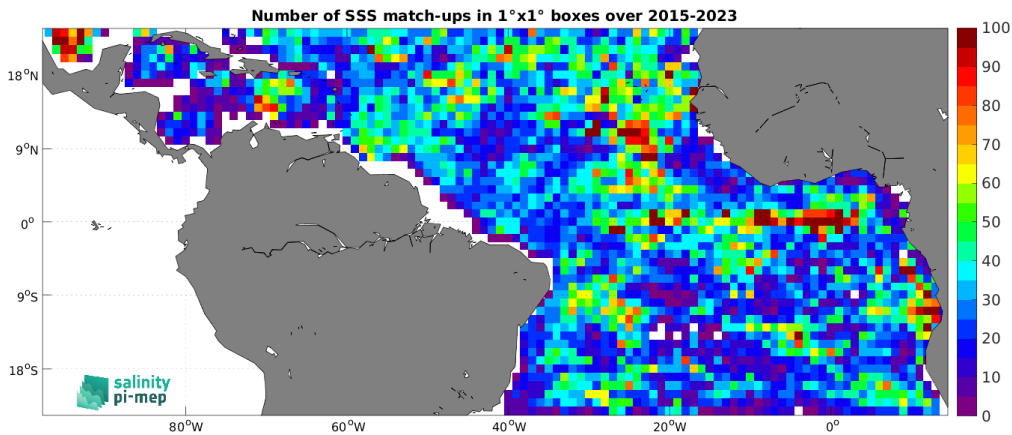 Number of SSS match-ups in 1°x1° boxes over 2015-2023
100
90
80
70
60
50
40
30
20
10
0
18°N
9°N
0°
9°S
18°S
80°W
60°W
40°W
20°W
0°
salinity
pi-mep